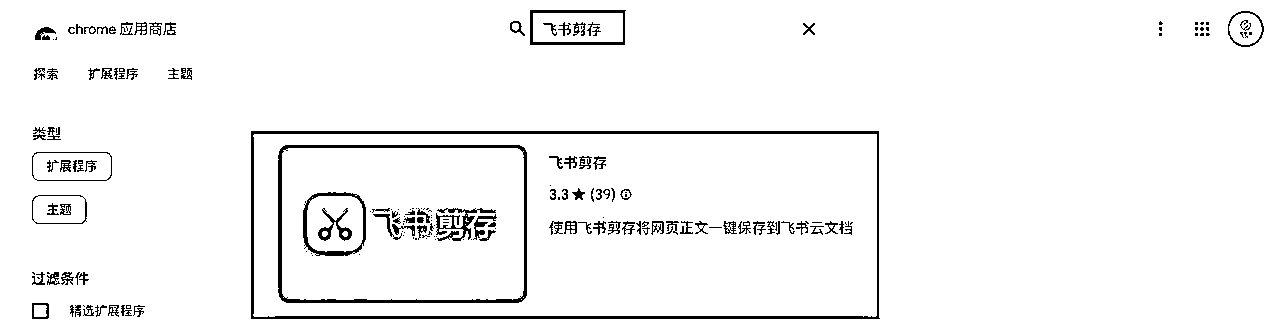 chrome 应用商店
飞书剪存
探索 扩展程序 主题
类型
扩展程序
主题
过滤条件
精选扩展程序
飞书剪存
飞书剪存
3.3 ★ (39)
使用飞书剪存将网页正文一键保存到飞书云文档